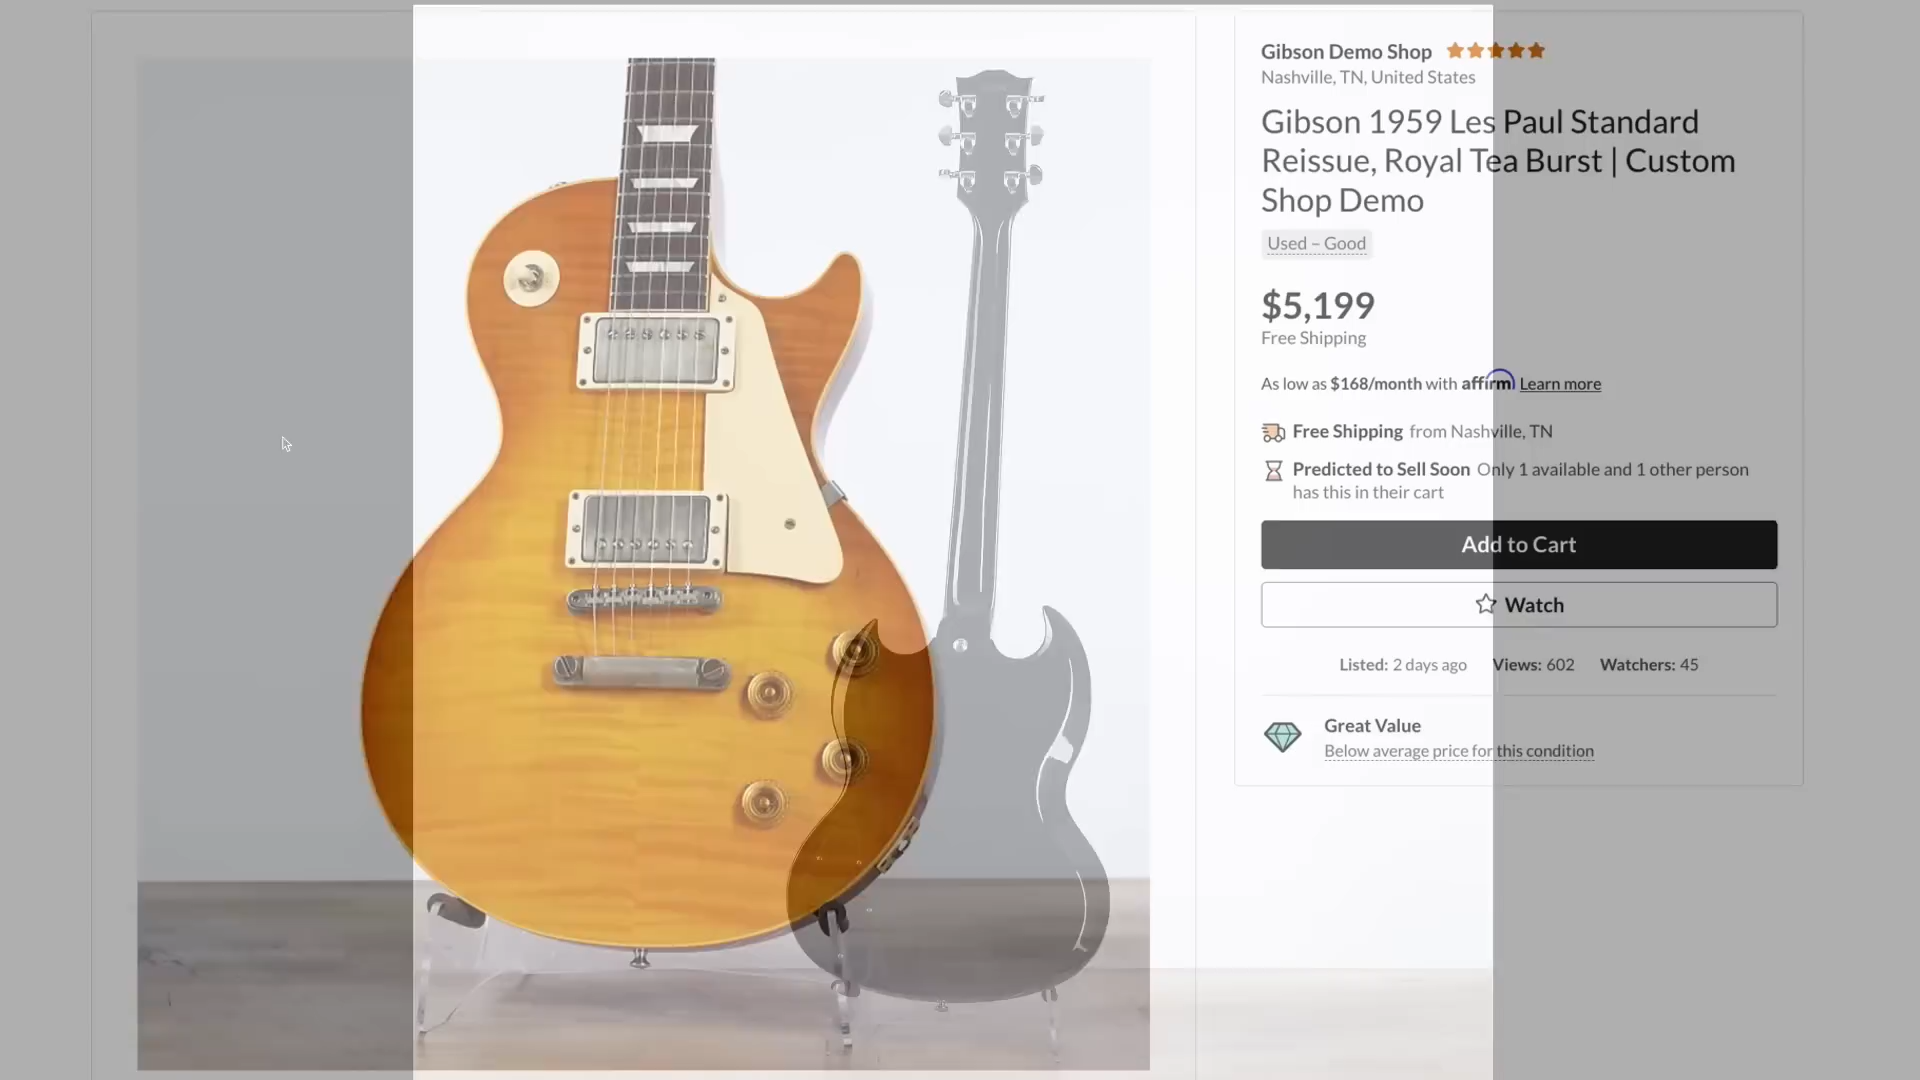 Gibson Demo Shop
Nashville, TN, United States
Gibson 1959 Les Paul Standard
Reissue, Royal Tea Burst | Custom
Shop Demo
Used – Good
$5,199
Free Shipping
As low as $168/month with affirm Learn more
Free Shipping from Nashville, TN
Predicted to Sell Soon Only 1 available and 1 other person
has this in their cart
Add to Cart
Watch
Listed: 2 days ago Views: 602 Watchers: 45
Great Value
Below average price for this condition